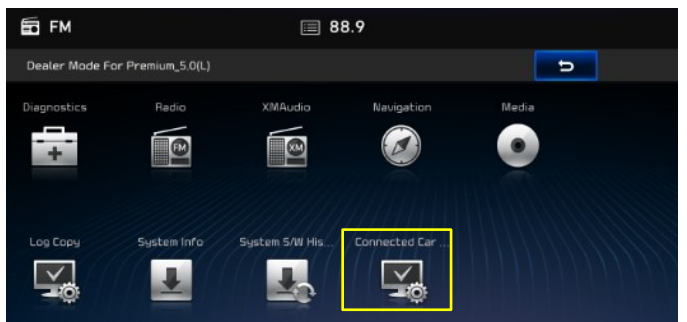 FM 88.9
Dealer Mode For Premium_5.0(L)
Diagnostics Radio XMAudio Navigation Media
FM XM
Log Copy System Info System S/W His... Connected Car ...